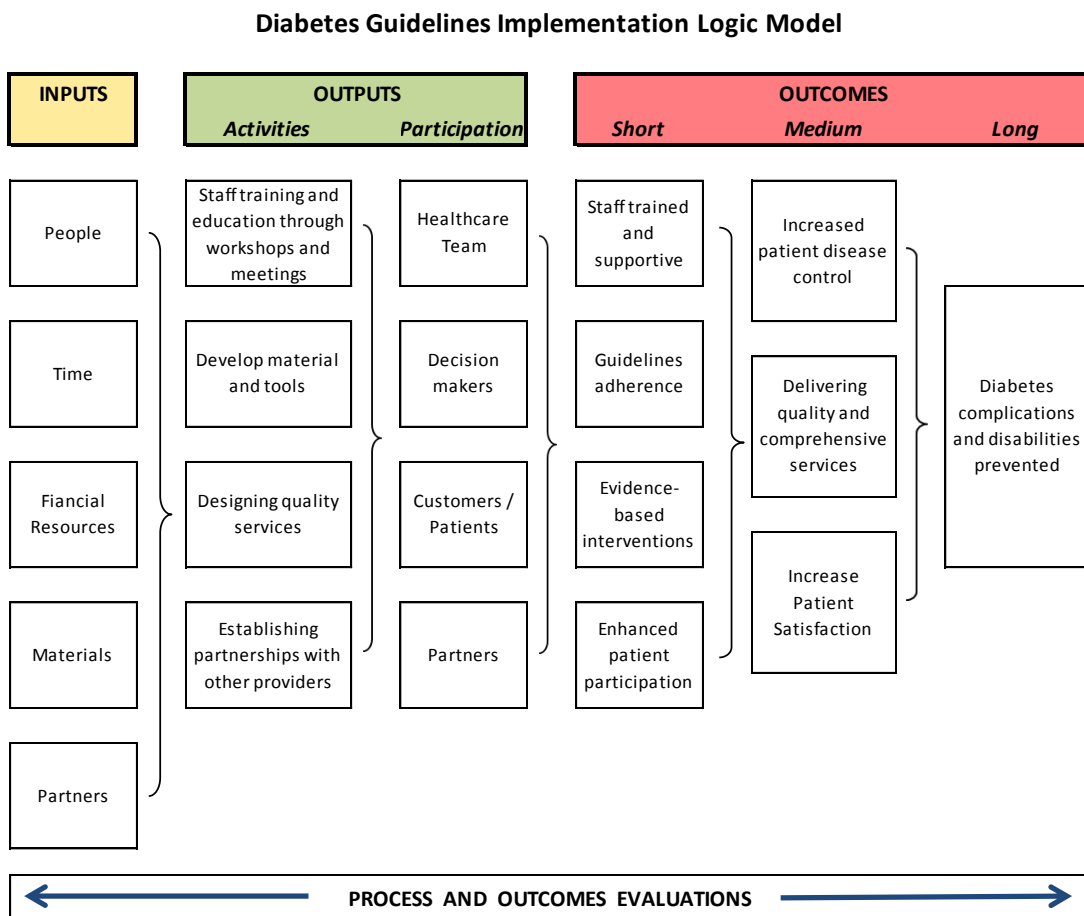 Diabetes Guidelines Implementation Logic Model
INPUTS
OUTPUTS
Activities
Participation
OUTCOMES
Short
Medium
Long
People
Time
Fiancial
Resources
Materials
Partners
Staff training and
education through
workshops and
meetings
Develop material
and tools
Designing quality
services
Establishing
partnerships with
other providers
Healthcare
Team
Decision
makers
Customers /
Patients
Partners
Staff trained
and
supportive
Guidelines
adherence
Evidence-
based
interventions
Enhanced
patient
participation
Increased
patient disease
control
Delivering
quality and
comprehensive
services
Increase
Patient
Satisfaction
Diabetes
complications
and disabilities
prevented
PROCESS AND OUTCOMES EVALUATIONS